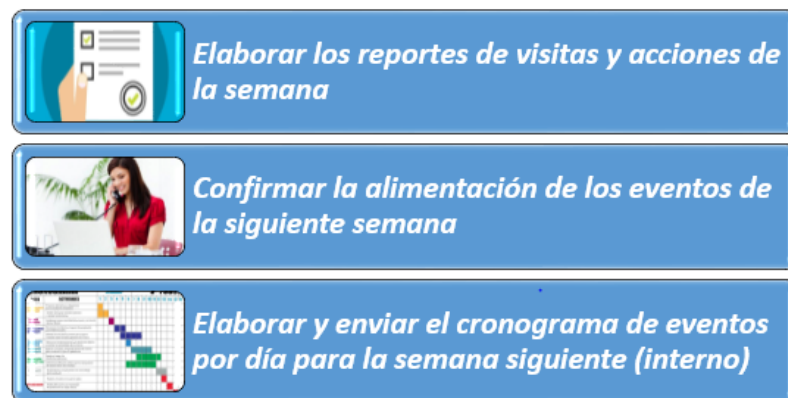 Elaborar los reportes de visitas y acciones de
la semana
Confirmar la alimentación de los eventos de
la siguiente semana
Elaborar y enviar el cronograma de eventos
por día para la semana siguiente (interno)